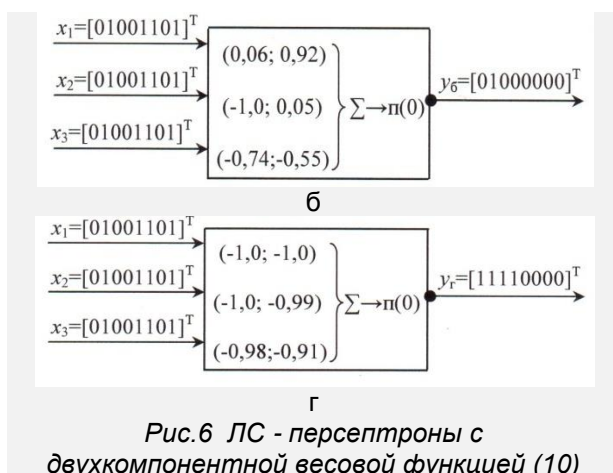 x₁=[01001101]ᵀ
(0,06; 0,92)
x₂=[01001101]ᵀ
(-1,0; 0,05)
∑→п(0)
yб=[01000000]ᵀ
x₃=[01001101]ᵀ
(-0,74;-0,55)
б
x₁=[01001101]ᵀ
(-1,0; -1,0)
x₂=[01001101]ᵀ
(-1,0; -0,99)
∑→п(0)
yг=[11110000]ᵀ
x₃=[01001101]ᵀ
(-0,98;-0,91)
г
Рис.6 ЛС - персептроны с
двухкомпонентной весовой функцией (10)